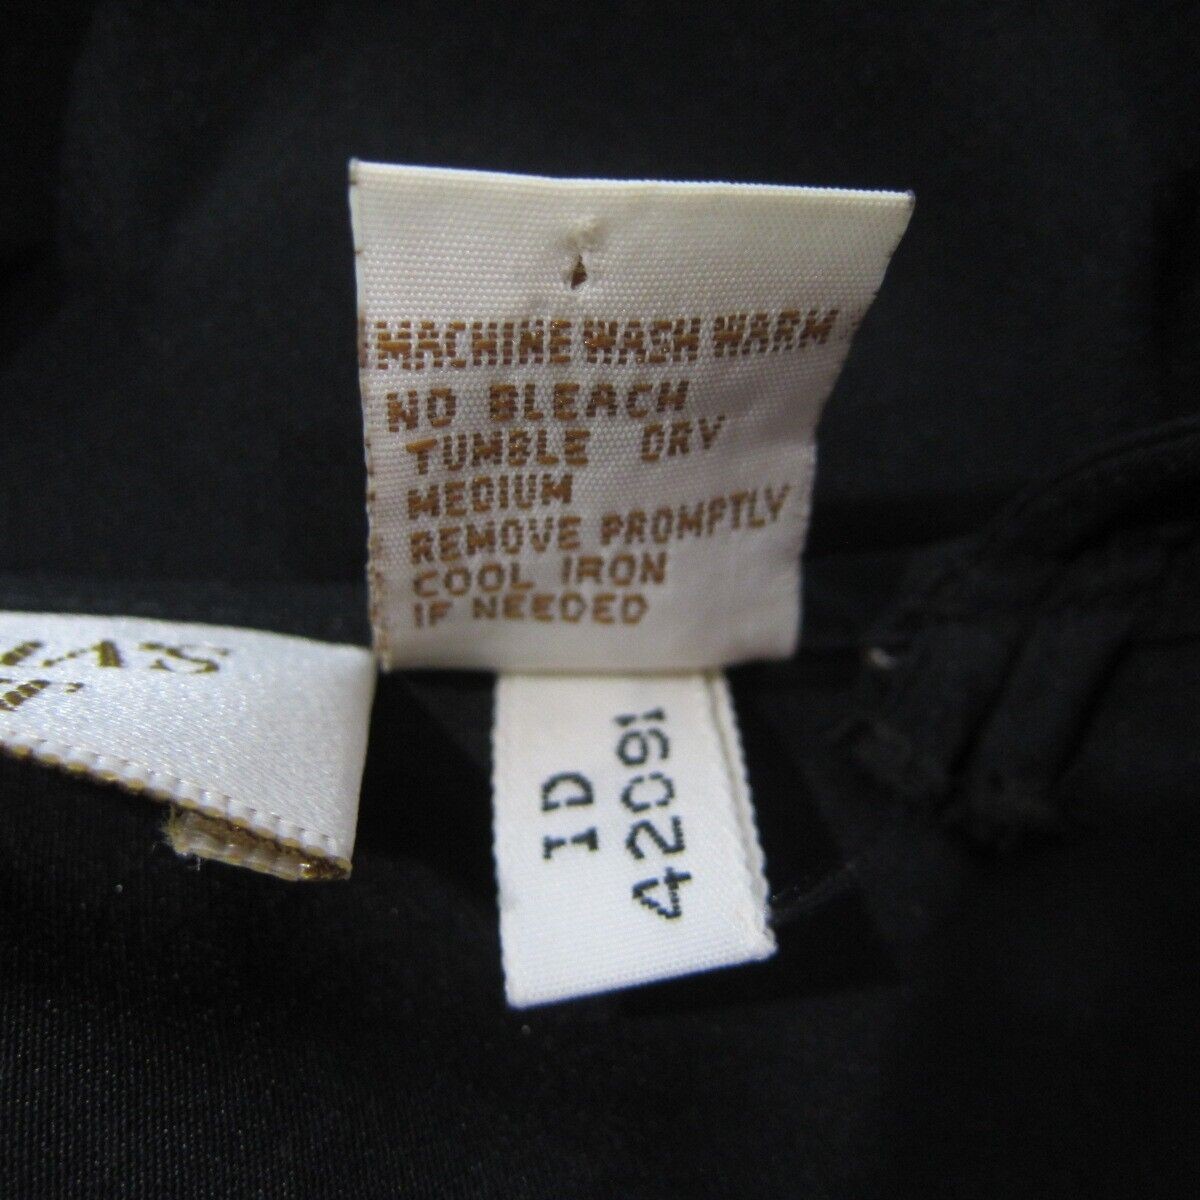 MACHINE WASH WARM
NO BLEACH
TUMBLE DRY
MEDIUM
REMOVE PROMPTLY
COOL IRON
IF NEEDED
ID
42091